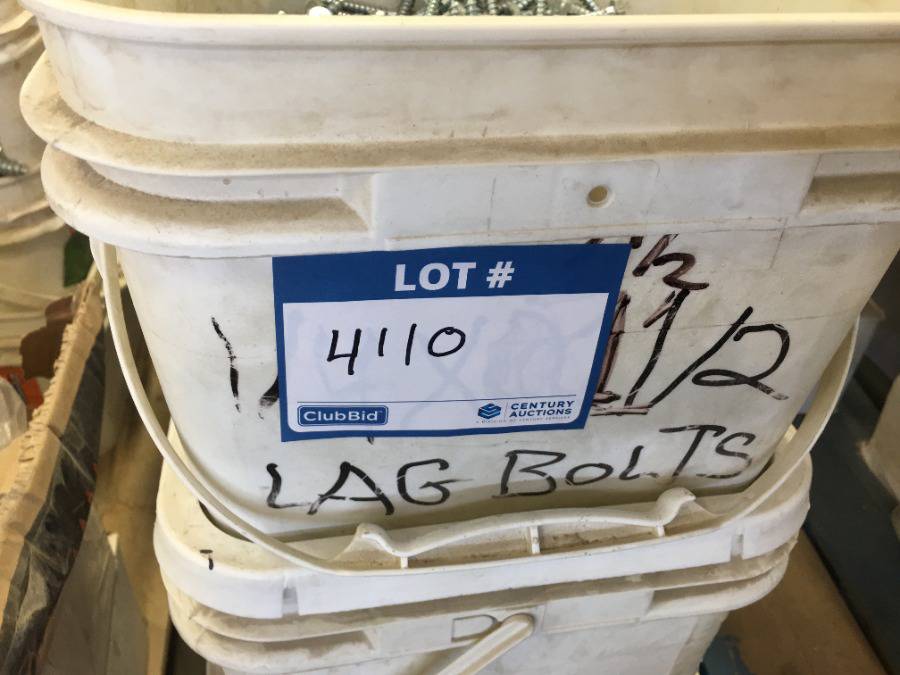 LOT #
4110
ClubBid
CENTURY
AUCTIONS
1/2
LAG BOLTS